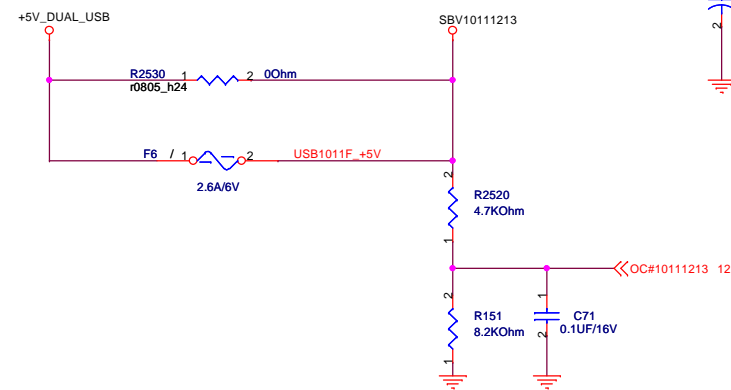 +5V_DUAL_USB
SBV10111213
2
R2530 1 2 0Ohm
r0805_h24
F6 / 1 2 USB1011F_+5V
2.6A/6V
2
R2520
4.7KOhm
1
OC#10111213 12
2
R151
8.2KOhm
1
1
C71
0.1UF/16V
2